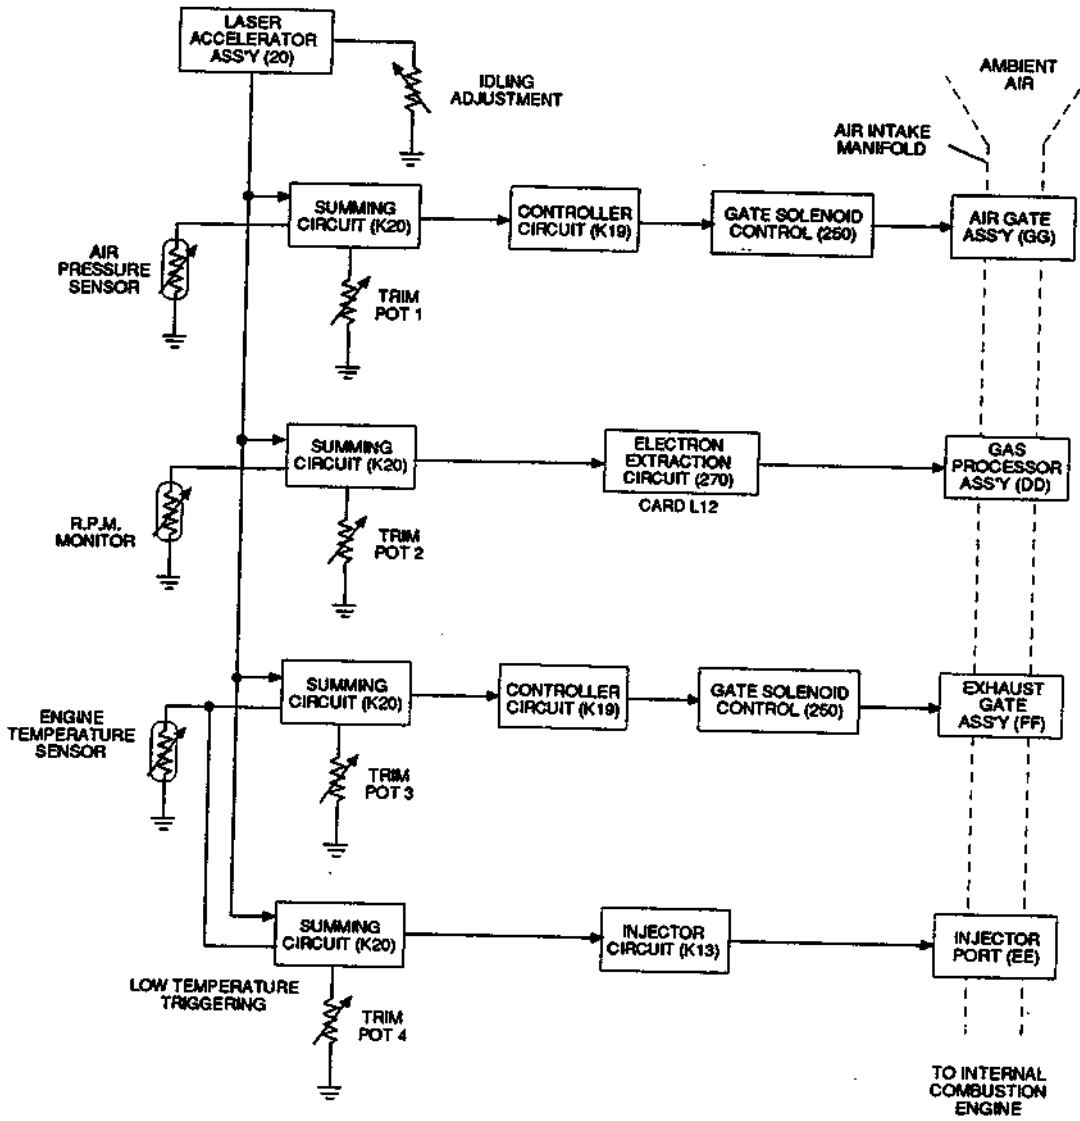 LASER
ACCELERATOR
ASS'Y (20)
IDLING
ADJUSTMENT
AMBIENT
AIR
AIR INTAKE
MANIFOLD
SUMMING
CIRCUIT (K20)
CONTROLLER
CIRCUIT (K19)
GATE SOLENOID
CONTROL (250)
AIR GATE
ASS'Y (GG)
AIR
PRESSURE
SENSOR
TRIM
POT 1
SUMMING
CIRCUIT (K20)
ELECTRON
EXTRACTION
CIRCUIT (270)
CARD L12
GAS
PROCESSOR
ASS'Y (DD)
R.P.M.
MONITOR
TRIM
POT 2
SUMMING
CIRCUIT (K20)
CONTROLLER
CIRCUIT (K19)
GATE SOLENOID
CONTROL (250)
EXHAUST
GATE
ASS'Y (FF)
ENGINE
TEMPERATURE
SENSOR
TRIM
POT 3
SUMMING
CIRCUIT (K20)
INJECTOR
CIRCUIT (K13)
INJECTOR
PORT (EE)
LOW TEMPERATURE
TRIGGERING
TRIM
POT 4
TO INTERNAL
COMBUSTION
ENGINE